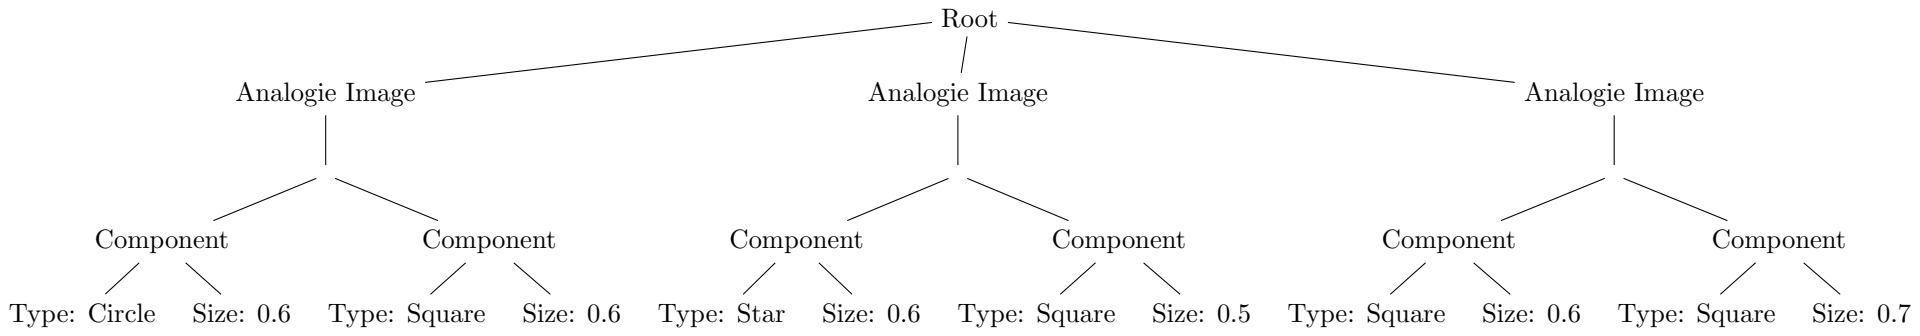 Root
Analogie Image Analogie Image Analogie Image
Component Component Component Component Component Component
Type: Circle Size: 0.6 Type: Square Size: 0.6 Type: Star Size: 0.6 Type: Square Size: 0.5 Type: Square Size: 0.6 Type: Square Size: 0.7